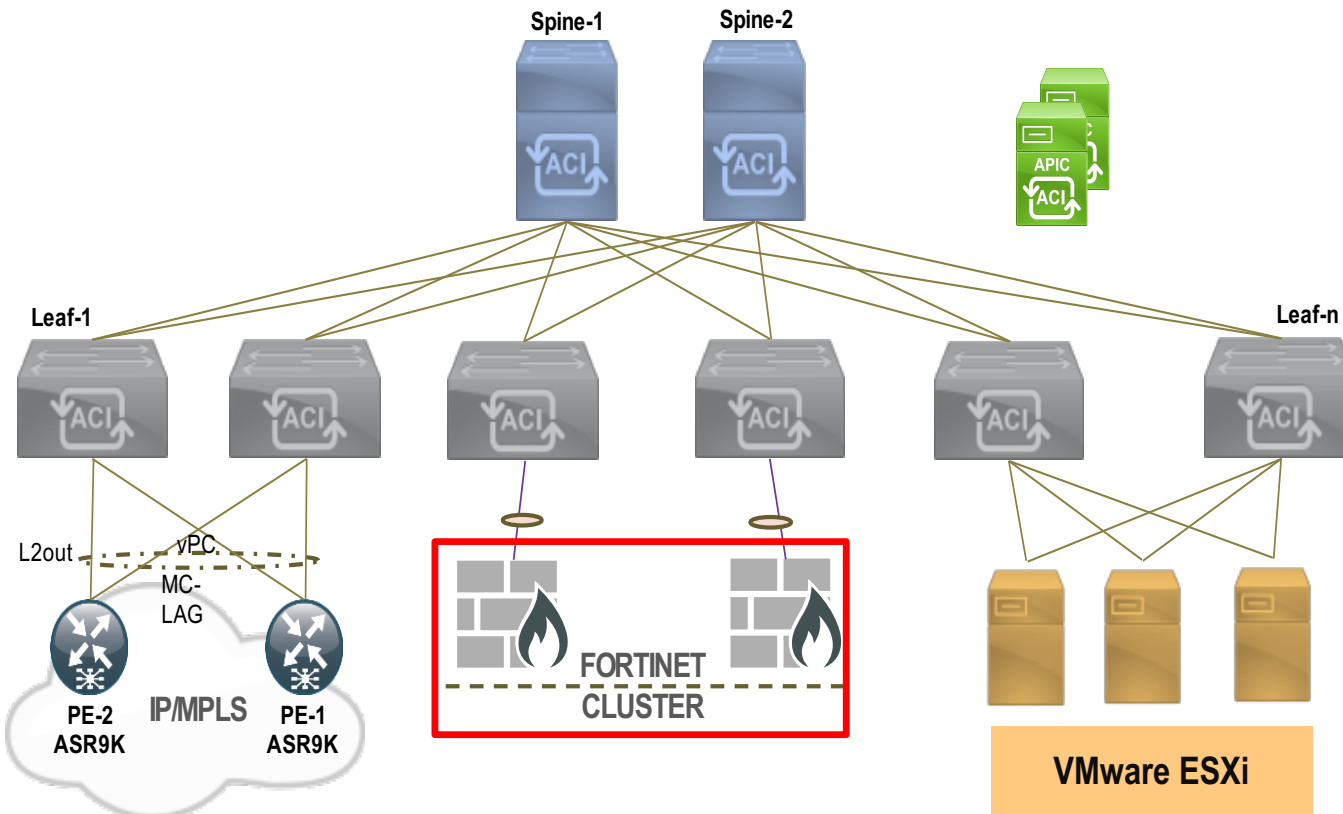 Spine-1
Spine-2
ACI
ACI
APIC
ACI
Leaf-1
Leaf-n
ACI
ACI
ACI
ACI
ACI
ACI
L2out
vPC
MC-
LAG
IP/MPLS
PE-2
ASR9K
PE-1
ASR9K
FORTINET
CLUSTER
VMware ESXi